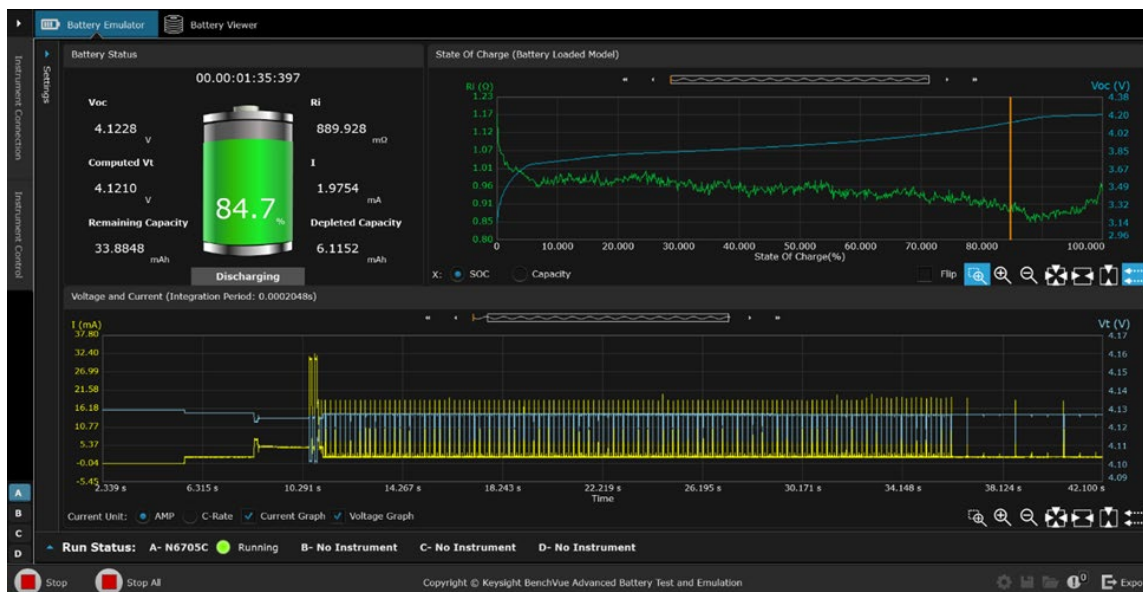 Battery Emulator Battery Viewer
Instrument Connection
Instrument Control
Settings
Battery Status
00.00:01:35:397
Voc Ri
4.1228 V 889.928 mΩ
Computed Vt I
4.1210 V 1.9754 mA
84.7 %
Remaining Capacity Depleted Capacity
33.8848 mAh 6.1152 mAh
Discharging
State Of Charge (Battery Loaded Model)
Ri (Ω) Voc (V)
1.23 4.38
1.17 4.20
1.12 4.02
1.07 3.85
1.01 3.67
0.96 3.49
0.91 3.32
0.85 3.14
0.80 2.96
0 10.000 20.000 30.000 40.000 50.000 60.000 70.000 80.000 100.000
State Of Charge(%)
X: SOC Capacity Flip
Voltage and Current (Integration Period: 0.0002048s)
I (mA) Vt (V)
37.80 4.17
32.40 4.16
26.99 4.15
21.58 4.14
16.18 4.13
10.77 4.12
5.37 4.11
-0.04 4.10
-5.45 4.09
2.339 s 6.315 s 10.291 s 14.267 s 18.243 s 22.219 s 26.195 s 30.171 s 34.148 s 38.124 s 42.100 s
Time
Current Unit: AMP C-Rate Current Graph Voltage Graph
A
B
C
D
Run Status: A- N6705C Running B- No Instrument C- No Instrument D- No Instrument
Stop Stop All Copyright © Keysight BenchVue Advanced Battery Test and Emulation 0 Expo